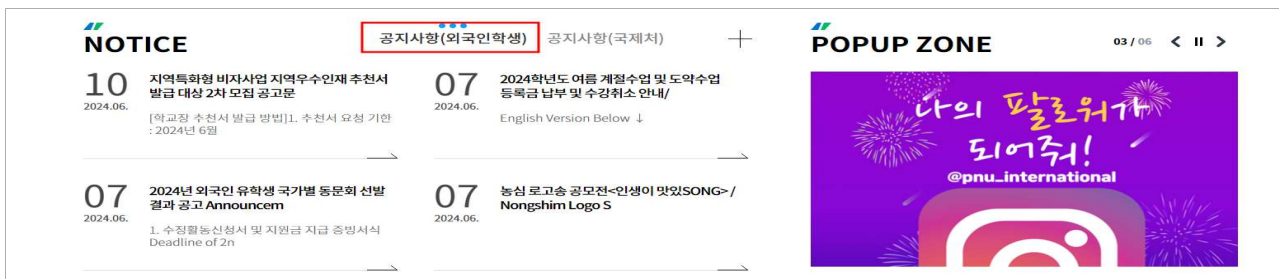 NOTICE
공지사항(외국인학생)
공지사항(국제처)
10
2024.06.
지역특화형 비자사업 지역우수인재 추천서
발급 대상 2차 모집 공고문
[학교장 추천서 발급 방법]1. 추천서 요청 기한
: 2024년 6월
07
2024.06.
2024학년도 여름 계절수업 및 도약수업
등록금 납부 및 수강취소 안내/
English Version Below ↓
07
2024.06.
2024년 외국인 유학생 국가별 동문회 선발
결과 공고 Announcem
1. 수정활동신청서 및 지원금 지급 증빙서식
Deadline of 2n
07
2024.06.
농심 로고송 공모전<인생이 맛있SONG> /
Nongshim Logo S
POPUP ZONE
03 / 06
나의 팔로워가
되어줘!
@pnu_international